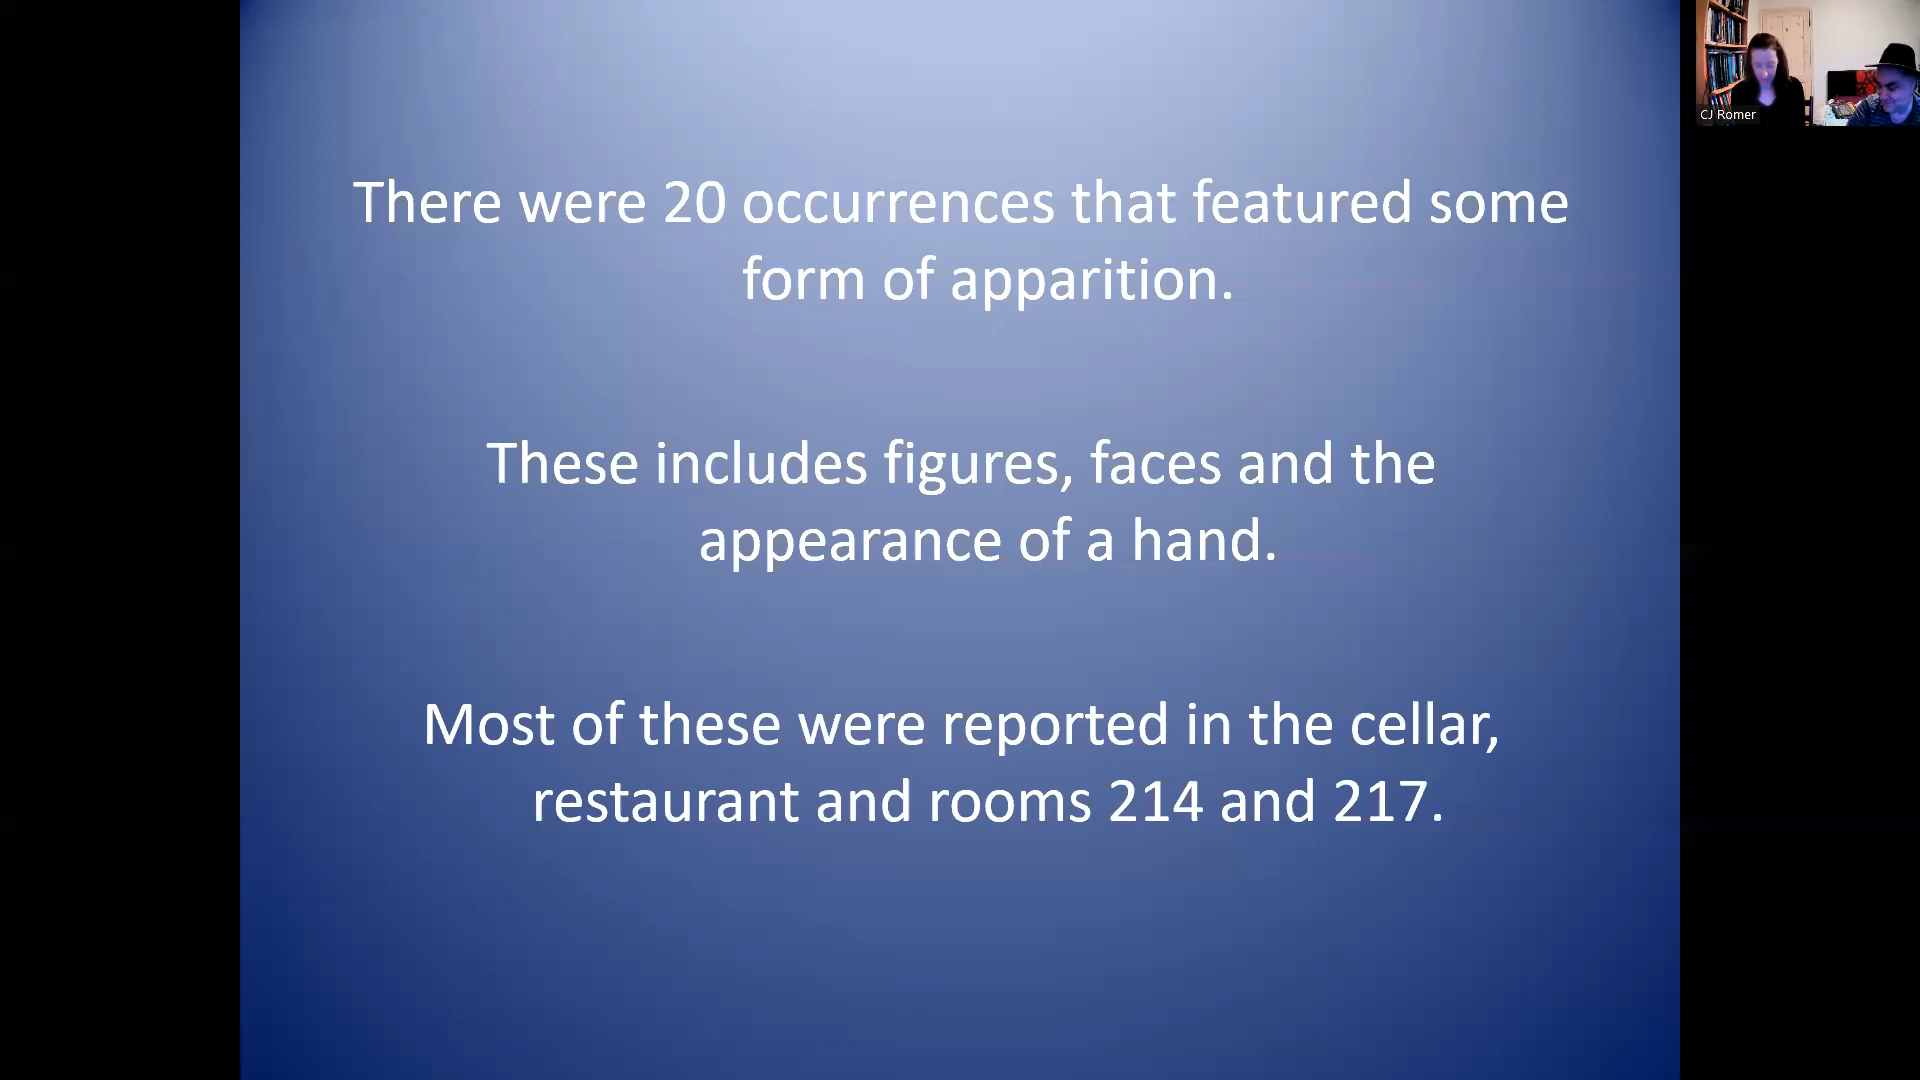 There were 20 occurrences that featured some
form of apparition.
These includes figures, faces and the
appearance of a hand.
Most of these were reported in the cellar,
restaurant and rooms 214 and 217.
CJ Romer